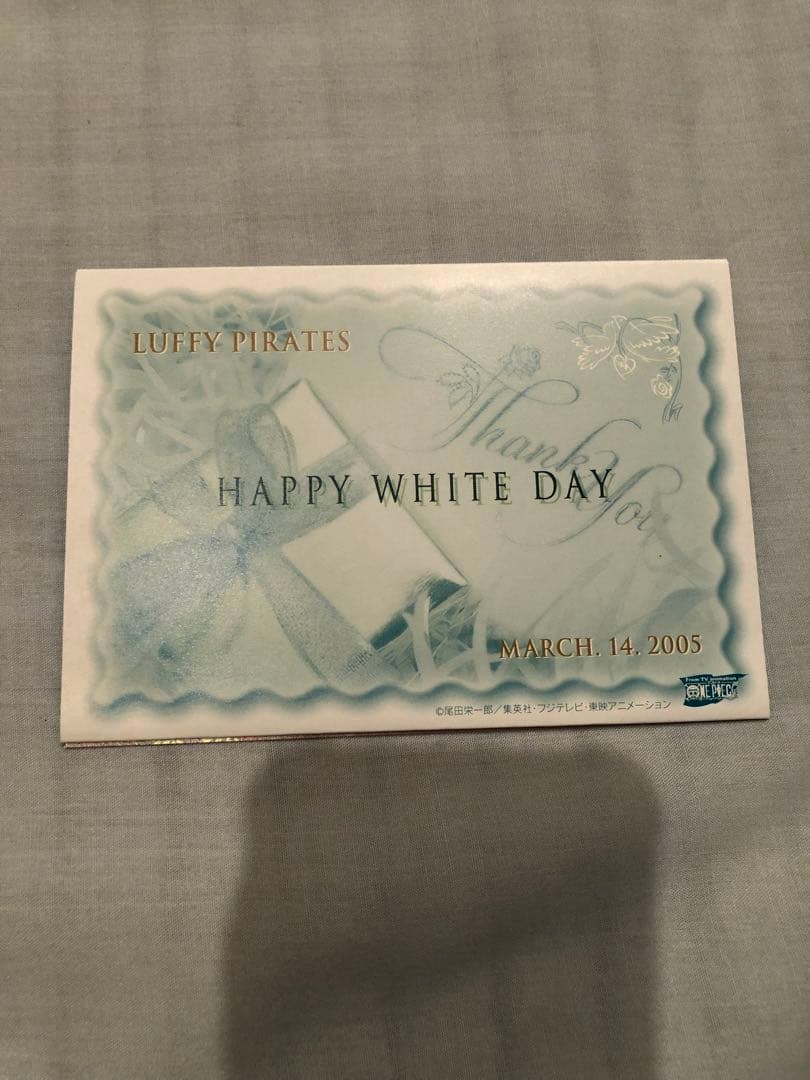 LUFFY PIRATES
Thank You
HAPPY WHITE DAY
MARCH. 14. 2005
From TV animation
ONE PIECE
©尾田栄一郎／集英社・フジテレビ・東映アニメーション